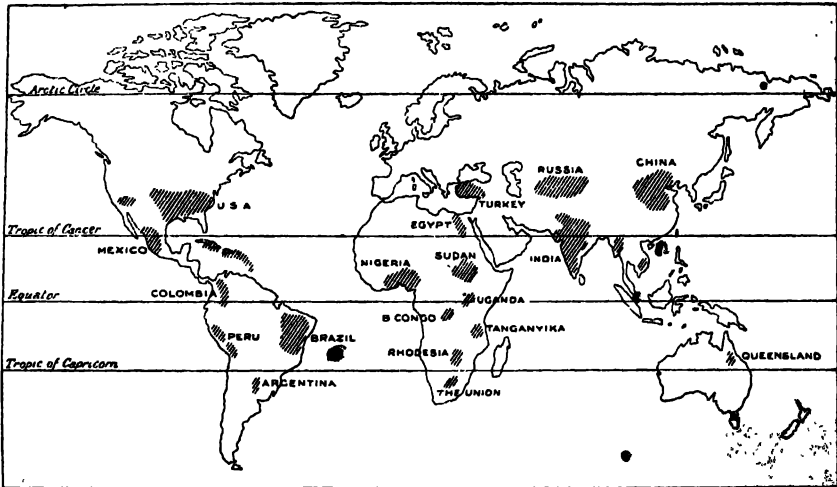 Arctic Circle
RUSSIA
CHINA
U S A
TURKEY
EGYPT
Tropic of Cancer
MEXICO
SUDAN
INDIA
NIGERIA
COLOMBIA
Equator
UGANDA
B CONGO
TANGANYIKA
PERU
BRAZIL
RHODESIA
QUEENSLAND
Tropic of Capricorn
ARGENTINA
THE UNION